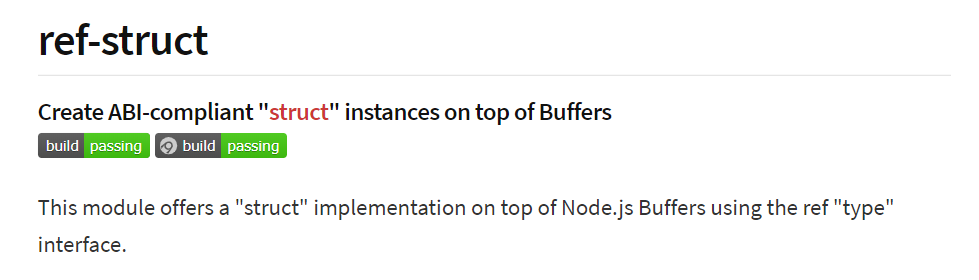 ref-struct
Create ABI-compliant "struct" instances on top of Buffers
build passing build passing
This module offers a "struct" implementation on top of Node.js Buffers using the ref "type"
interface.